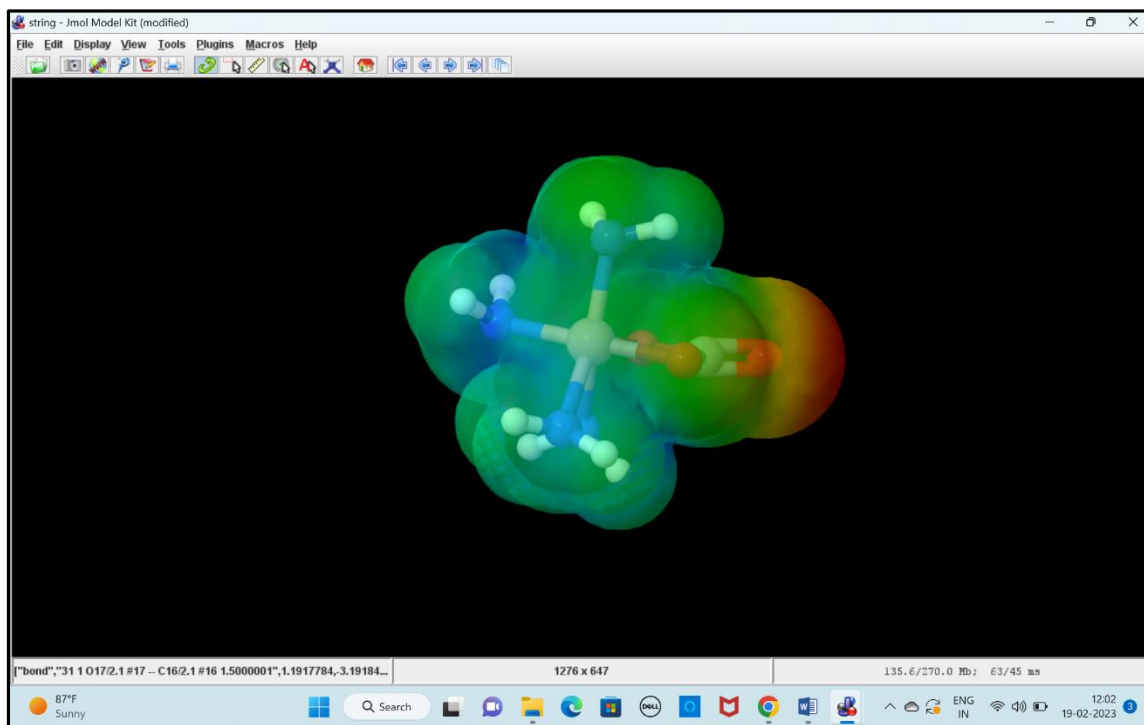 string - Jmol Model Kit (modified)
File Edit Display View Tools Plugins Macros Help
["bond","31 1 O17/2.1 #17 -- C16/2.1 #16 1.5000001",1.1917784,-3.19184...
1276 x 647
135.6/270.0 Mb; 63/45 ms
87°F
Sunny
Search
DELL
ENG
IN
12:02
19-02-2023
3